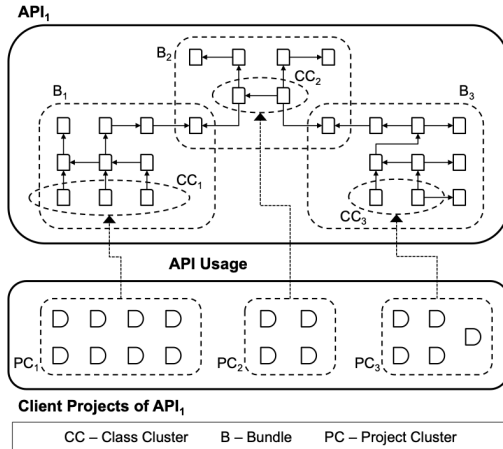 API1
B2
CC2
B1
B3
CC1
CC3
API Usage
PC1
PC2
PC3
Client Projects of API1
CC – Class Cluster B – Bundle PC – Project Cluster